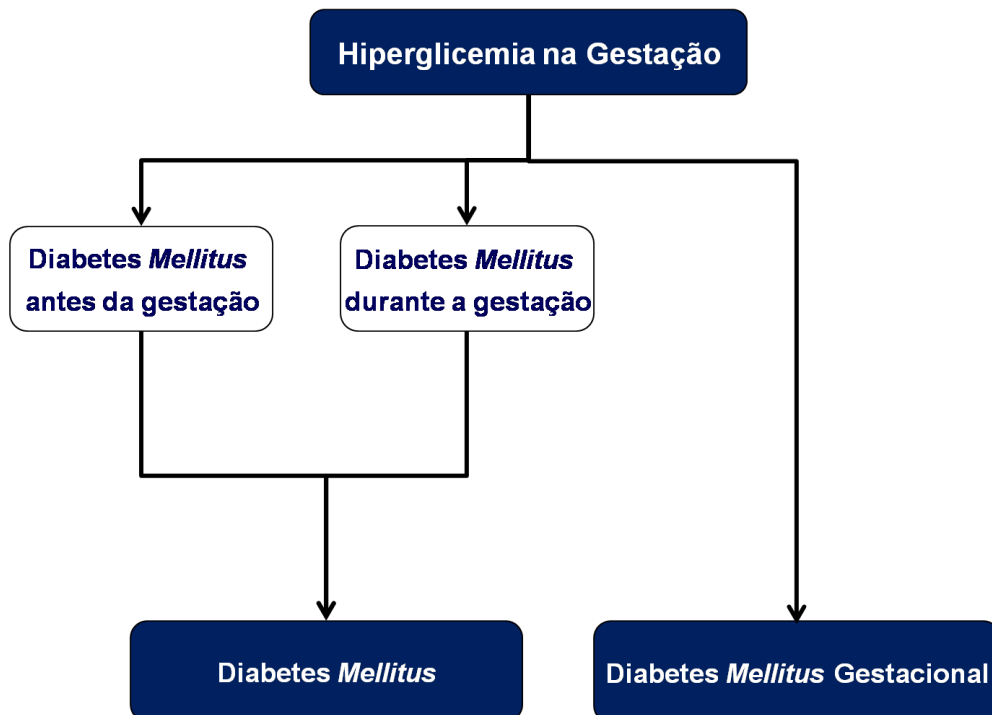 Hiperglicemia na Gestação
Diabetes Mellitus
antes da gestação
Diabetes Mellitus
durante a gestação
Diabetes Mellitus
Diabetes Mellitus Gestacional